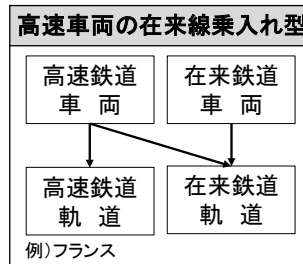 高速車両の在来線乗入れ型
高速鉄道 在来鉄道
車 両 車 両
高速鉄道 在来鉄道
軌 道 軌 道
例)フランス